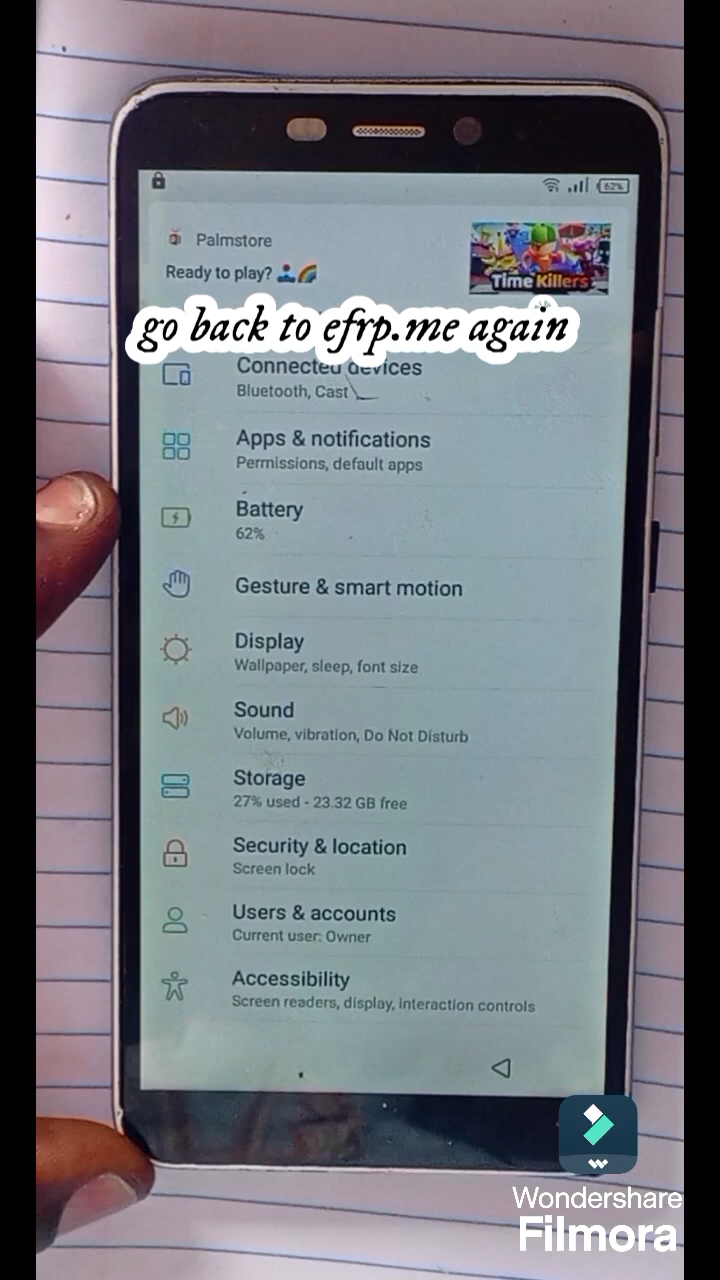 62%
Palmstore
Ready to play? 🕹️🌈
Time Killers
go back to efrp.me again
Connected devices
Bluetooth, Cast
Apps & notifications
Permissions, default apps
Battery
62%
Gesture & smart motion
Display
Wallpaper, sleep, font size
Sound
Volume, vibration, Do Not Disturb
Storage
27% used - 23.32 GB free
Security & location
Screen lock
Users & accounts
Current user: Owner
Accessibility
Screen readers, display, interaction controls
Wondershare
Filmora